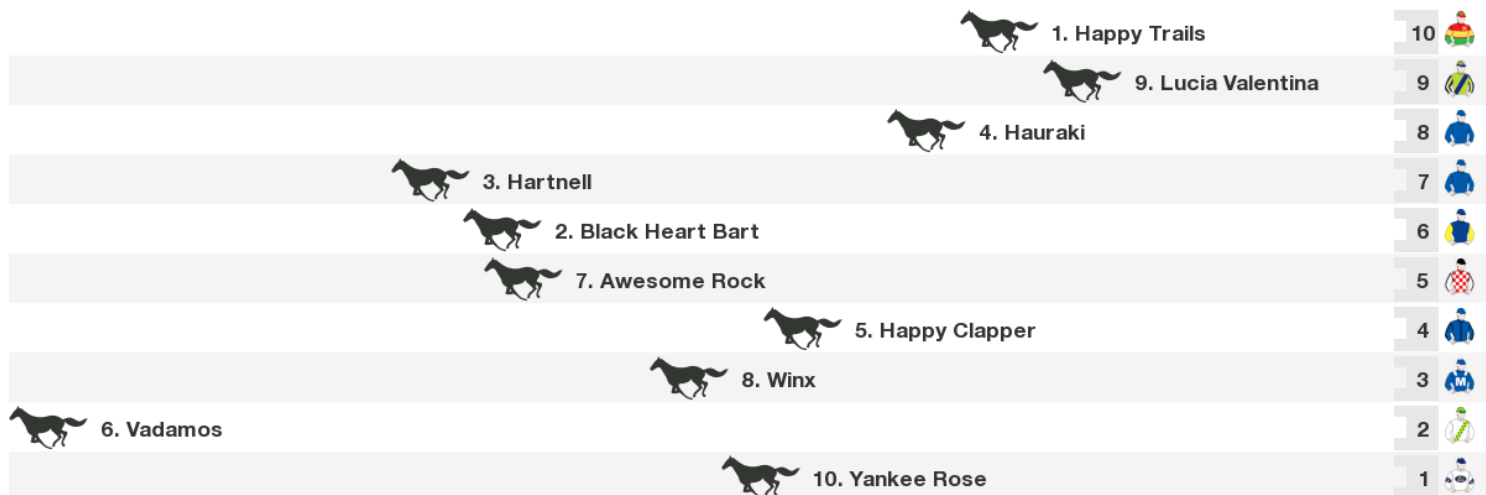 1. Happy Trails 10
9. Lucia Valentina 9
4. Hauraki 8
3. Hartnell 7
2. Black Heart Bart 6
7. Awesome Rock 5
5. Happy Clapper 4
8. Winx 3 M
6. Vadamos 2
10. Yankee Rose 1